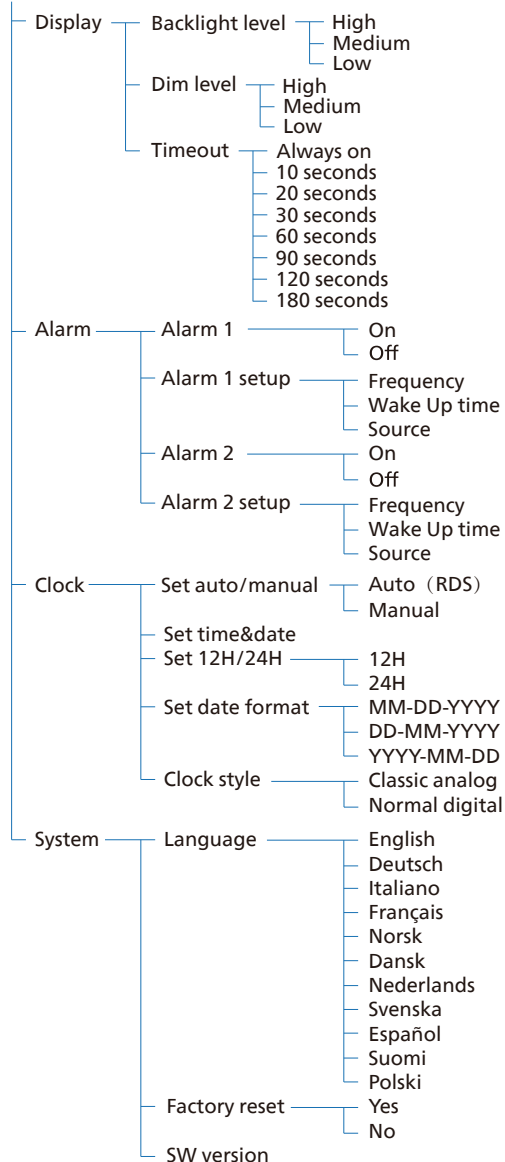 Display Backlight level High
Medium
Low
Dim level High
Medium
Low
Timeout Always on
10 seconds
20 seconds
30 seconds
60 seconds
90 seconds
120 seconds
180 seconds
Alarm Alarm 1 On
Off
Alarm 1 setup Frequency
Wake Up time
Source
Alarm 2 On
Off
Alarm 2 setup Frequency
Wake Up time
Source
Clock Set auto/manual Auto（RDS）
Manual
Set time&date
Set 12H/24H 12H
24H
Set date format MM-DD-YYYY
DD-MM-YYYY
YYYY-MM-DD
Clock style Classic analog
Normal digital
System Language English
Deutsch
Italiano
Français
Norsk
Dansk
Nederlands
Svenska
Español
Suomi
Polski
Factory reset Yes
No
SW version